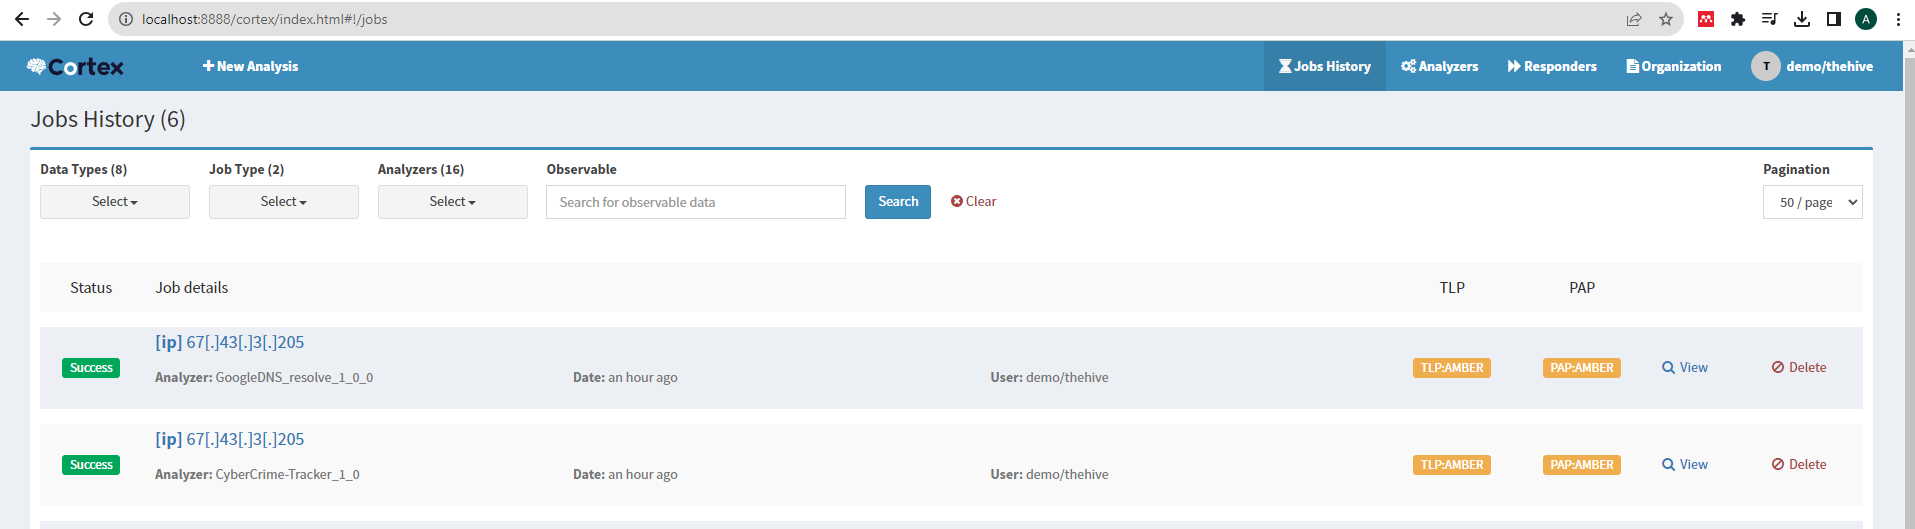 localhost:8888/cortex/index.html#!/jobs A
Cortex New Analysis Jobs History Analyzers Responders Organization T demo/thehive
Jobs History (6)
Data Types (8) Job Type (2) Analyzers (16) Observable Pagination
Select Select Select Search for observable data Search Clear 50 / page
Status Job details TLP PAP
[ip] 67[.]43[.]3[.]205
Success Analyzer: GoogleDNS_resolve_1_0_0 Date: an hour ago User: demo/thehive TLP:AMBER PAP:AMBER View Delete
[ip] 67[.]43[.]3[.]205
Success Analyzer: CyberCrime-Tracker_1_0 Date: an hour ago User: demo/thehive TLP:AMBER PAP:AMBER View Delete